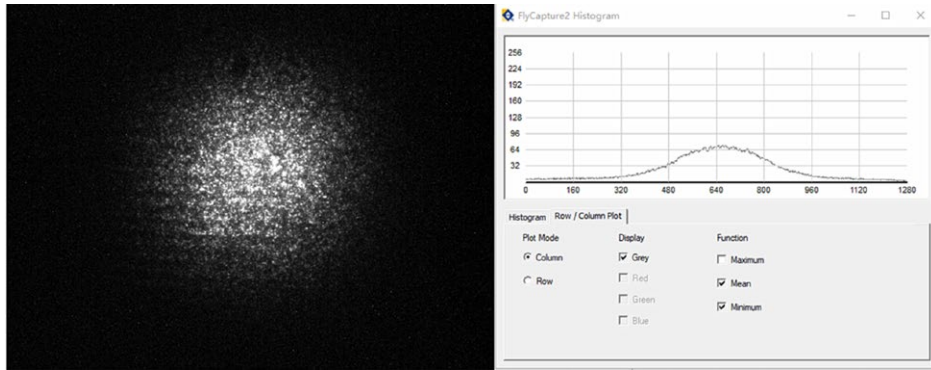 FlyCapture2 Histogram
256
224
192
160
128
96
64
32
0 160 320 480 640 800 960 1120 1280
Histogram Row / Column Plot
Plot Mode Display Function
Column Grey Maximum
Row Red Mean
Green Minimum
Blue